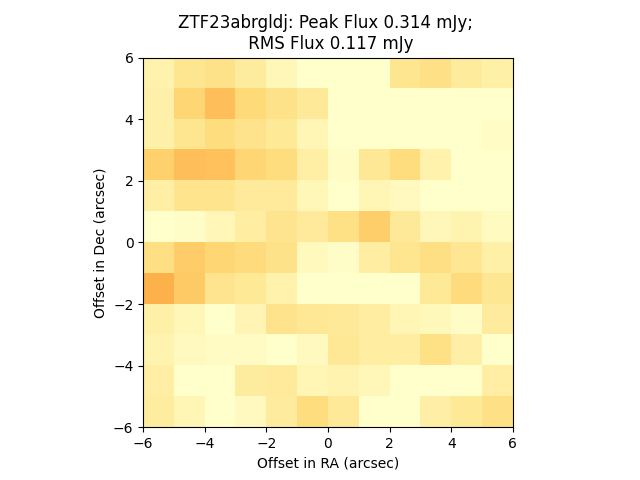 ZTF23abrgldj: Peak Flux 0.314 mJy;
RMS Flux 0.117 mJy
6
4
2
0
−2
−4
−6
Offset in Dec (arcsec)
−6 −4 −2 0 2 4 6
Offset in RA (arcsec)